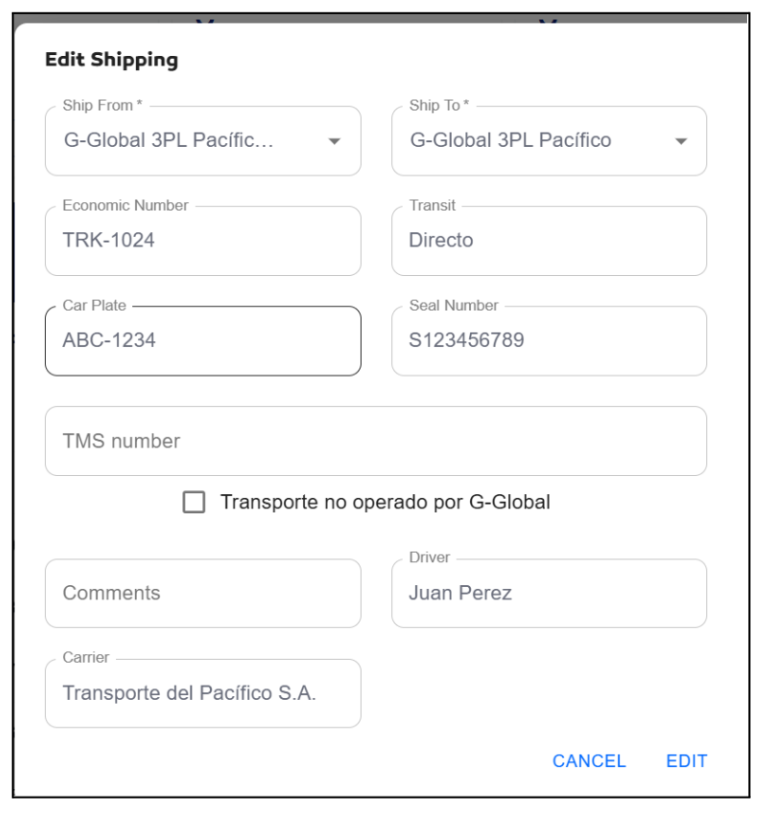 Edit Shipping
Ship From *
G-Global 3PL Pacífic...
Ship To *
G-Global 3PL Pacífico
Economic Number
TRK-1024
Transit
Directo
Car Plate
ABC-1234
Seal Number
S123456789
TMS number
Transporte no operado por G-Global
Comments
Driver
Juan Perez
Carrier
Transporte del Pacífico S.A.
CANCEL
EDIT